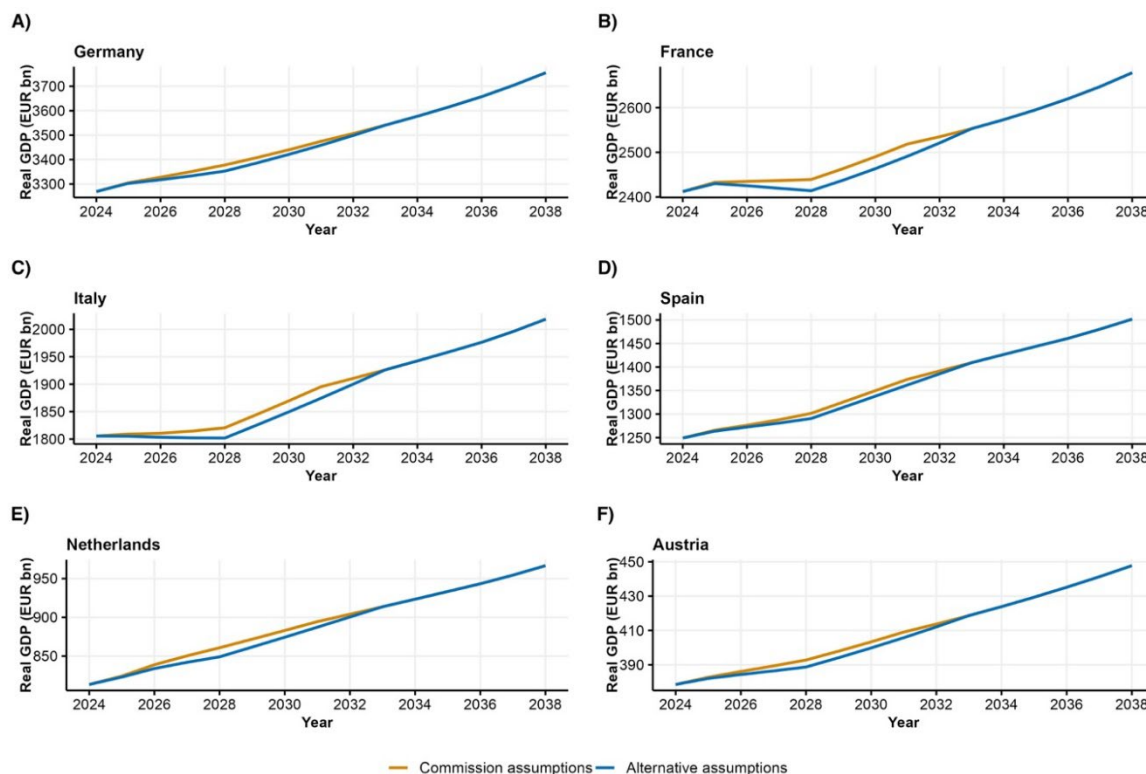 A)
Germany
Real GDP (EUR bn)
3700
3600
3500
3400
3300
2024 2026 2028 2030 2032 2034 2036 2038
Year
B)
France
Real GDP (EUR bn)
2600
2500
2400
2024 2026 2028 2030 2032 2034 2036 2038
Year
C)
Italy
Real GDP (EUR bn)
2000
1950
1900
1850
1800
2024 2026 2028 2030 2032 2034 2036 2038
Year
D)
Spain
Real GDP (EUR bn)
1500
1450
1400
1350
1300
1250
2024 2026 2028 2030 2032 2034 2036 2038
Year
E)
Netherlands
Real GDP (EUR bn)
950
900
850
2024 2026 2028 2030 2032 2034 2036 2038
Year
F)
Austria
Real GDP (EUR bn)
450
430
410
390
2024 2026 2028 2030 2032 2034 2036 2038
Year
Commission assumptions Alternative assumptions